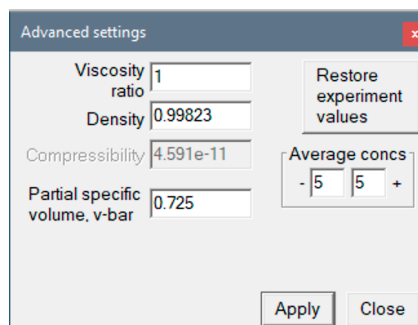 Advanced settings x
Viscosity ratio 1
Restore experiment values
Density 0.99823
Compressibility 4.591e-11
Average concs
- 5 5 +
Partial specific volume, v-bar 0.725
Apply Close